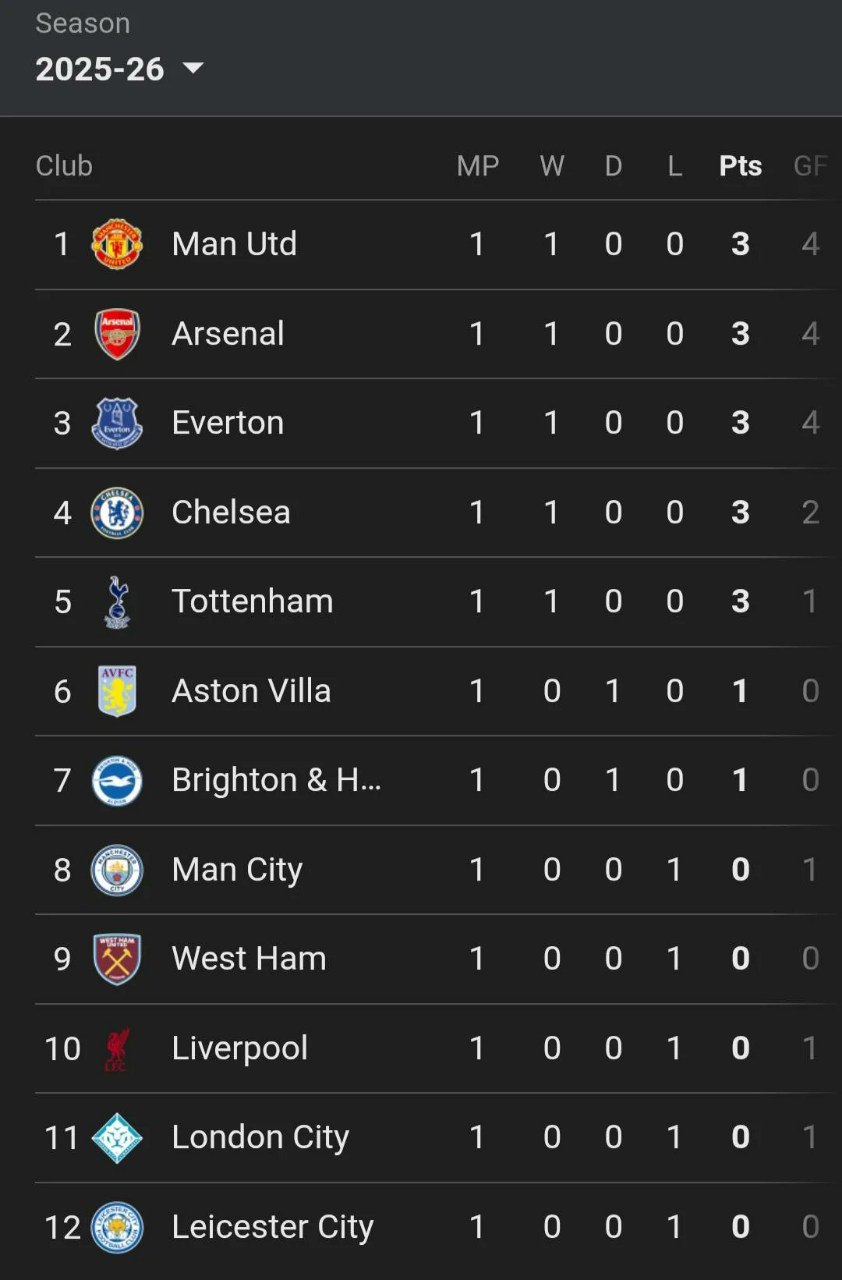 Season
2025-26
Club MP W D L Pts GF
1 Man Utd 1 1 0 0 3 4
2 Arsenal 1 1 0 0 3 4
3 Everton 1 1 0 0 3 4
4 Chelsea 1 1 0 0 3 2
5 Tottenham 1 1 0 0 3 1
6 AVFC Aston Villa 1 0 1 0 1 0
7 Brighton & H... 1 0 1 0 1 0
8 Man City 1 0 0 1 0 1
9 West Ham 1 0 0 1 0 0
10 LFC Liverpool 1 0 0 1 0 1
11 London City 1 0 0 1 0 1
12 Leicester City 1 0 0 1 0 0